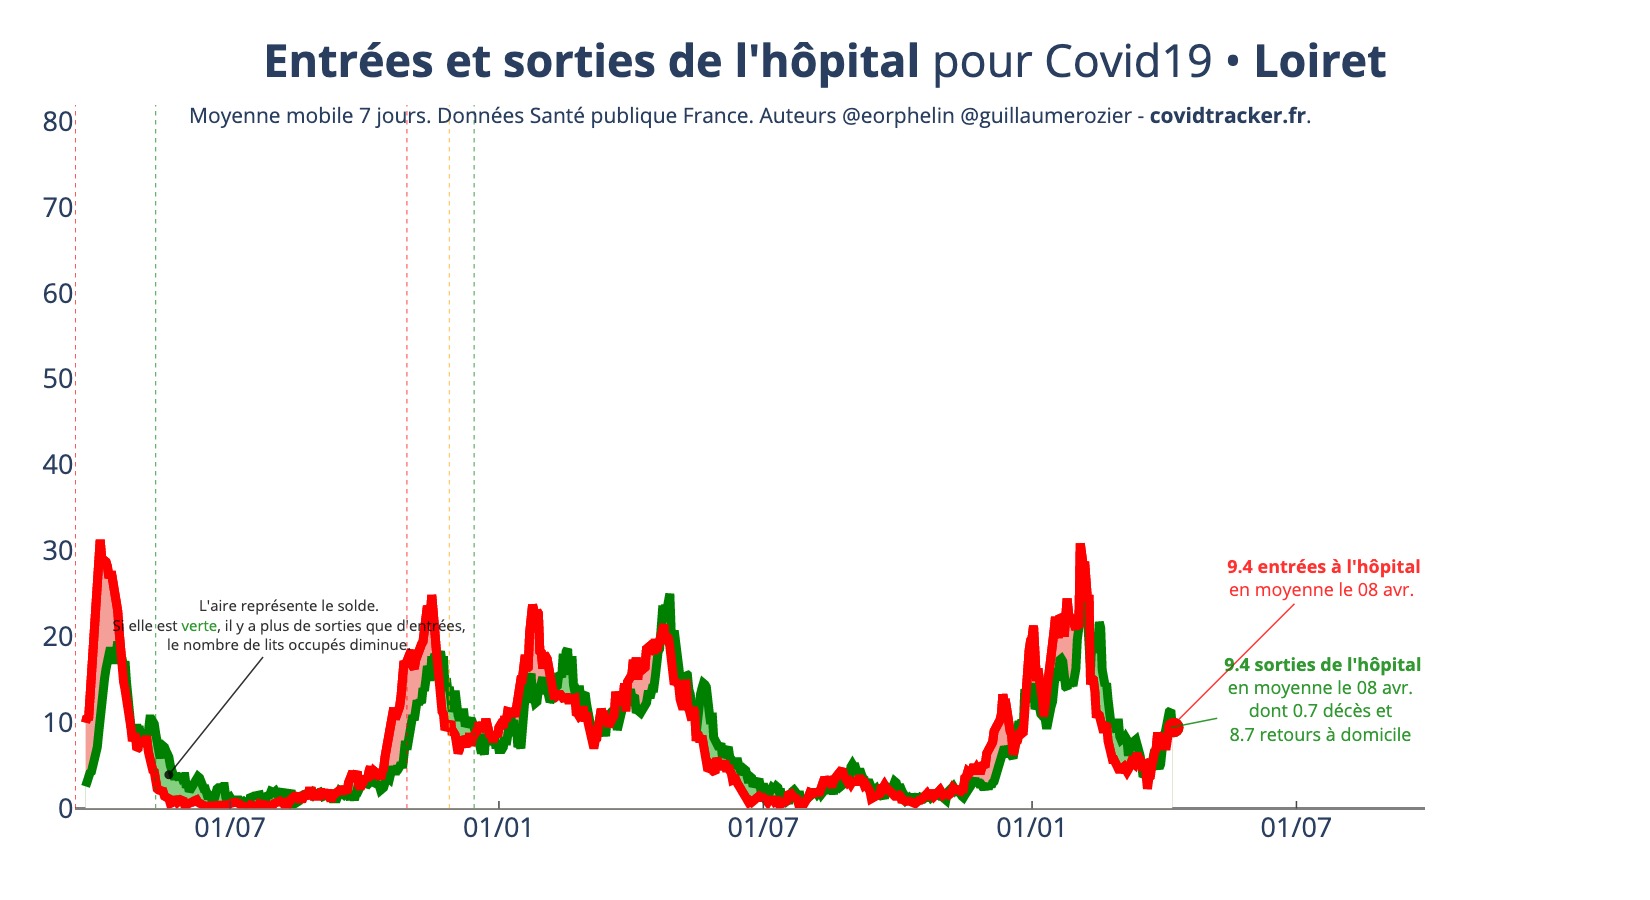 Entrées et sorties de l'hôpital pour Covid19 • Loiret
Moyenne mobile 7 jours. Données Santé publique France. Auteurs @eorphelin @guillaumerozier - covidtracker.fr.
80
70
60
50
40
30
20
10
0
L'aire représente le solde.
Si elle est verte, il y a plus de sorties que d'entrées,
le nombre de lits occupés diminue.
9.4 entrées à l'hôpital
en moyenne le 08 avr.
9.4 sorties de l'hôpital
en moyenne le 08 avr.
dont 0.7 décès et
8.7 retours à domicile
01/07
01/01
01/07
01/01
01/07